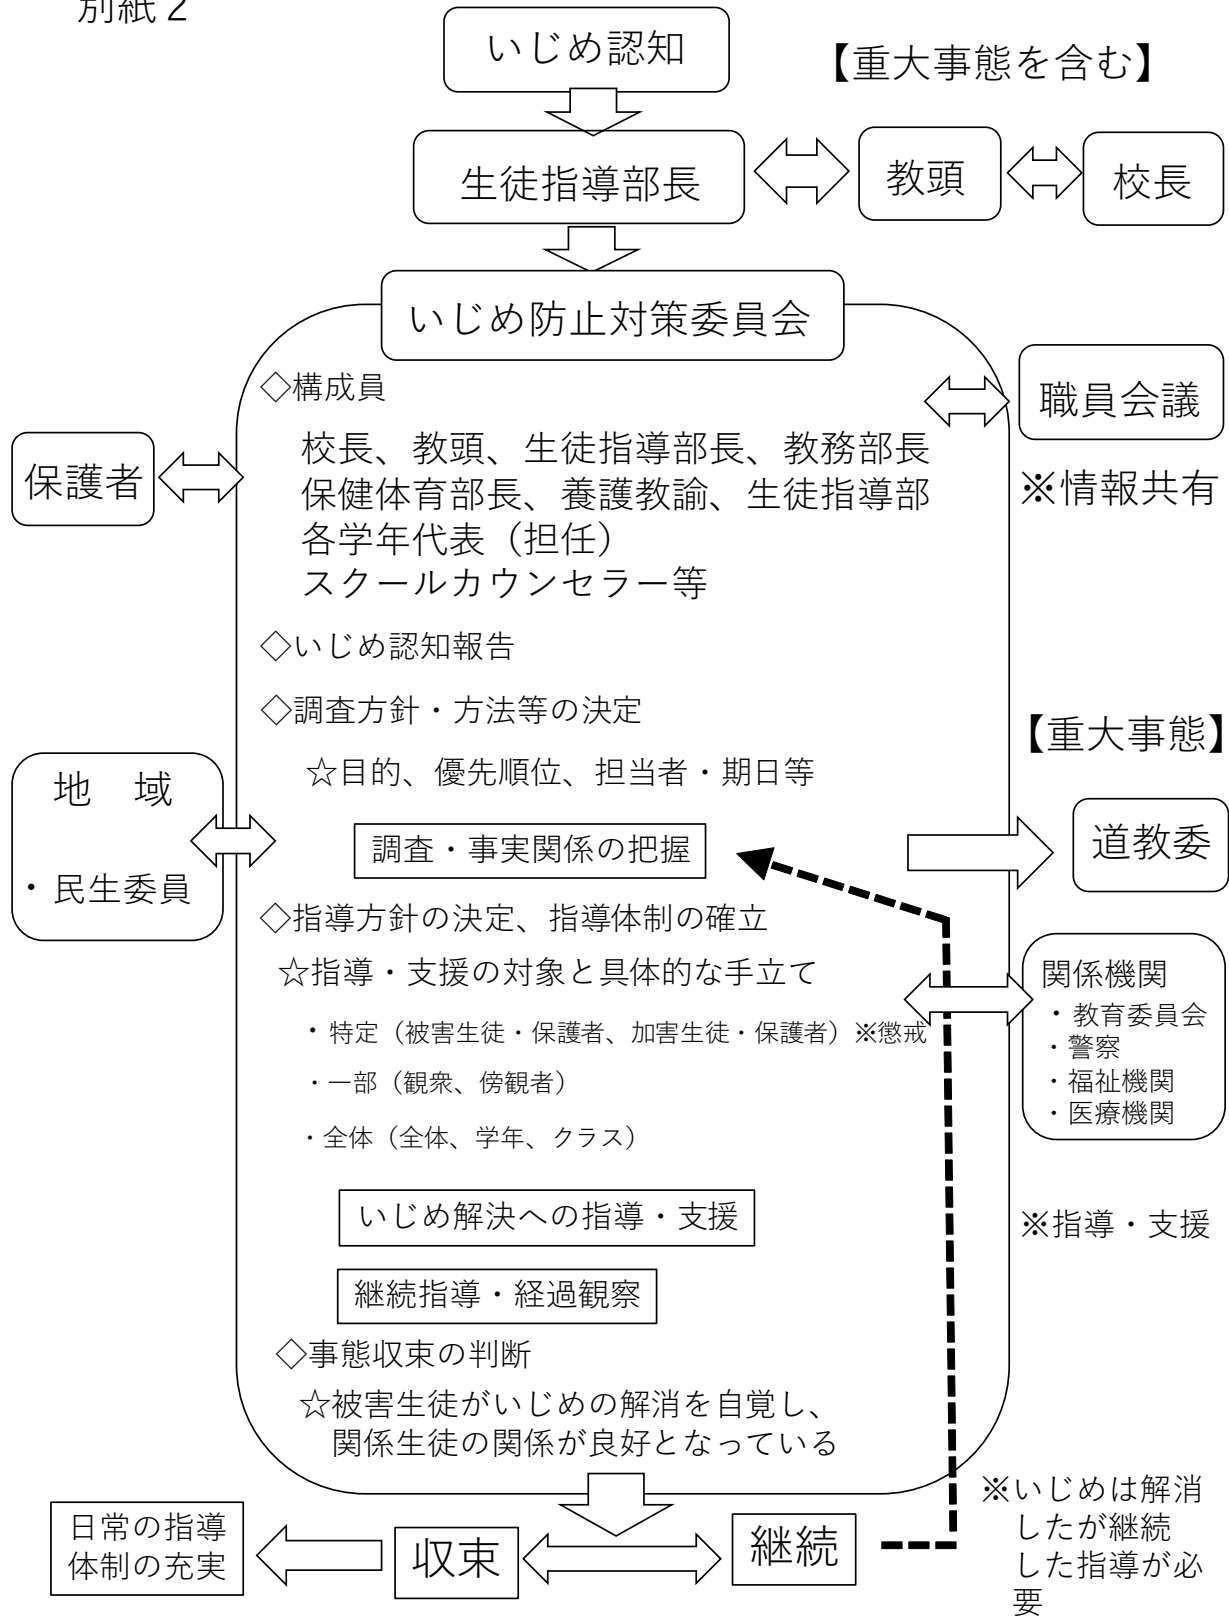 別紙２
いじめ認知
【重大事態を含む】
生徒指導部長
教頭
校長
いじめ防止対策委員会
◇構成員
校長、教頭、生徒指導部長、教務部長
保健体育部長、養護教諭、生徒指導部
各学年代表（担任）
スクールカウンセラー等
職員会議
※情報共有
保護者
◇いじめ認知報告
◇調査方針・方法等の決定
☆目的、優先順位、担当者・期日等
【重大事態】
地　域
・民生委員
調査・事実関係の把握
道教委
◇指導方針の決定、指導体制の確立
☆指導・支援の対象と具体的な手立て
・特定（被害生徒・保護者、加害生徒・保護者）※懲戒
・一部（観衆、傍観者）
・全体（全体、学年、クラス）
関係機関
・教育委員会
・警察
・福祉機関
・医療機関
いじめ解決への指導・支援
※指導・支援
継続指導・経過観察
◇事態収束の判断
☆被害生徒がいじめの解消を自覚し、
関係生徒の関係が良好となっている
日常の指導
体制の充実
収束
継続
※いじめは解消
したが継続
した指導が必
要